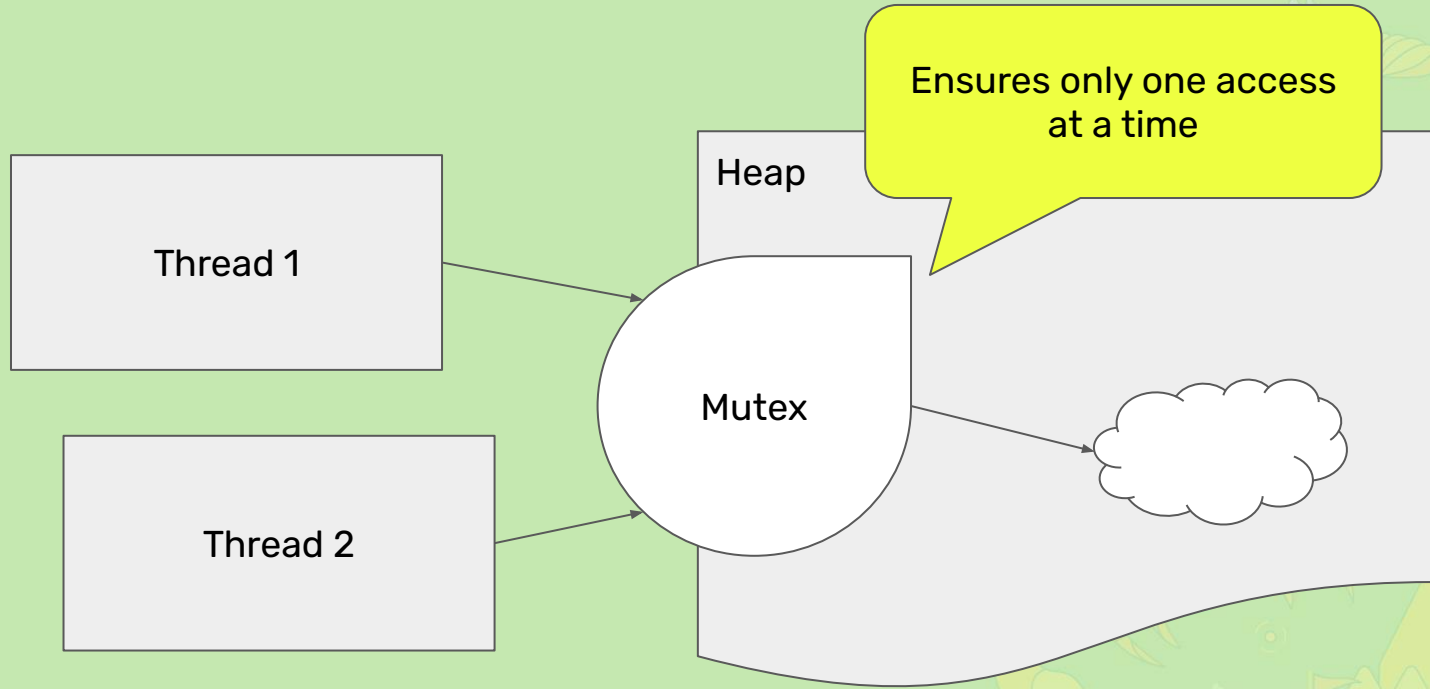 Ensures only one access
at a time
Heap
Thread 1
Mutex
Thread 2